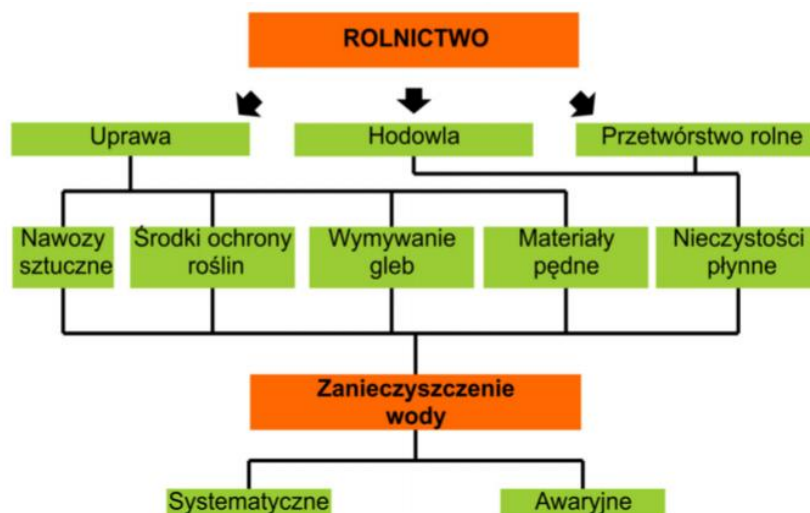 ROLNICTWO
Uprawa
Hodowla
Przetwórstwo rolne
Nawozy
sztuczne
Środki ochrony
roślin
Wymywanie
gleb
Materiały
pędne
Nieczystości
płynne
Zanieczyszczenie
wody
Systematyczne
Awaryjne